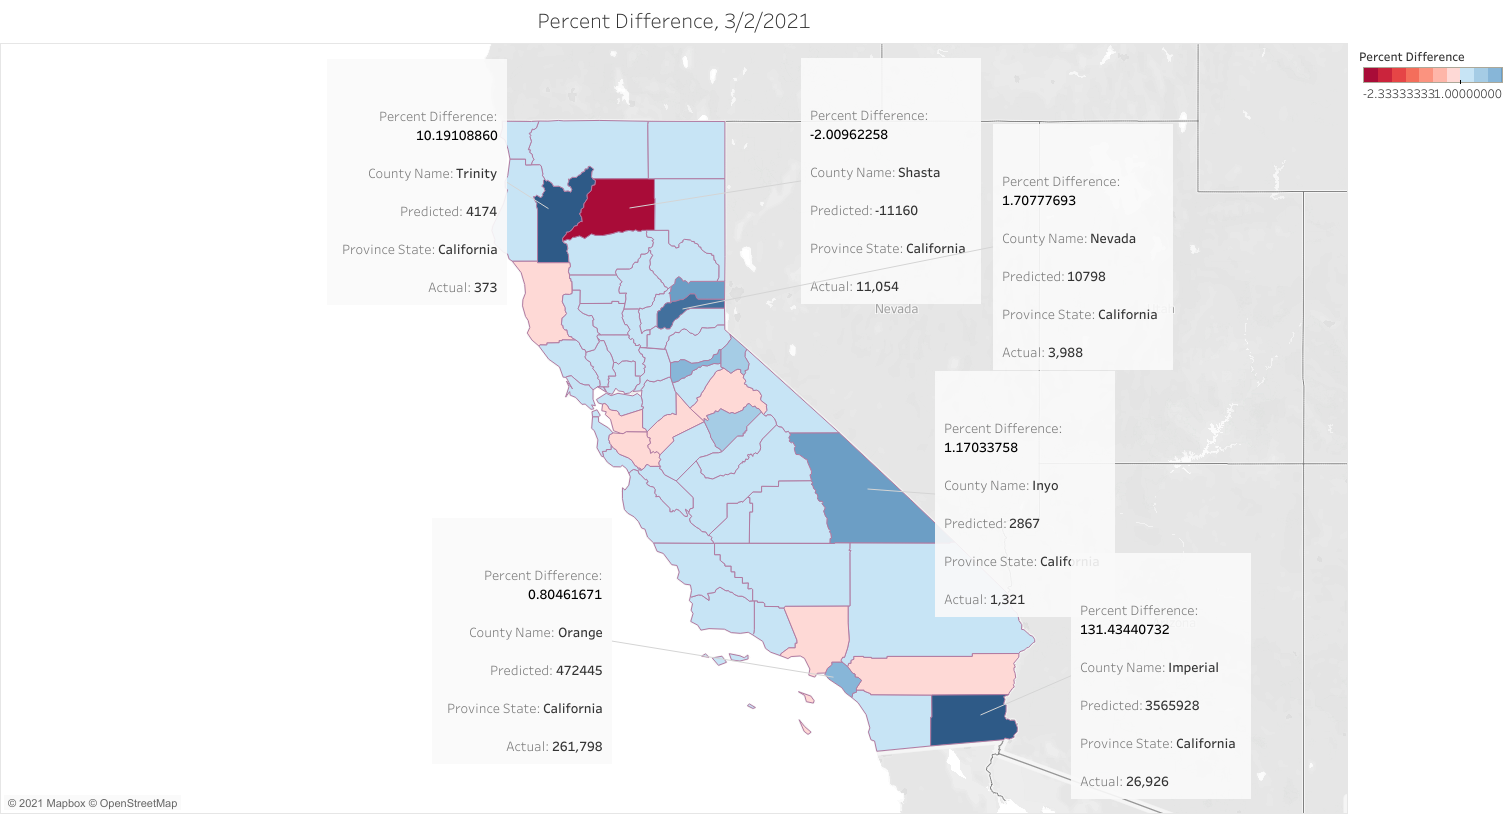 Percent Difference, 3/2/2021
Percent Difference
-2.333333331.00000000
Percent Difference:
10.19108860
County Name: Trinity
Predicted: 4174
Province State: California
Actual: 373
Percent Difference:
-2.00962258
County Name: Shasta
Predicted: -11160
Province State: California
Actual: 11,054
Percent Difference:
1.70777693
County Name: Nevada
Predicted: 10798
Province State: California
Actual: 3,988
Nevada
Percent Difference:
1.17033758
County Name: Inyo
Predicted: 2867
Province State: California
Actual: 1,321
Percent Difference:
0.80461671
County Name: Orange
Predicted: 472445
Province State: California
Actual: 261,798
Percent Difference:
131.43440732
County Name: Imperial
Predicted: 3565928
Province State: California
Actual: 26,926
© 2021 Mapbox © OpenStreetMap